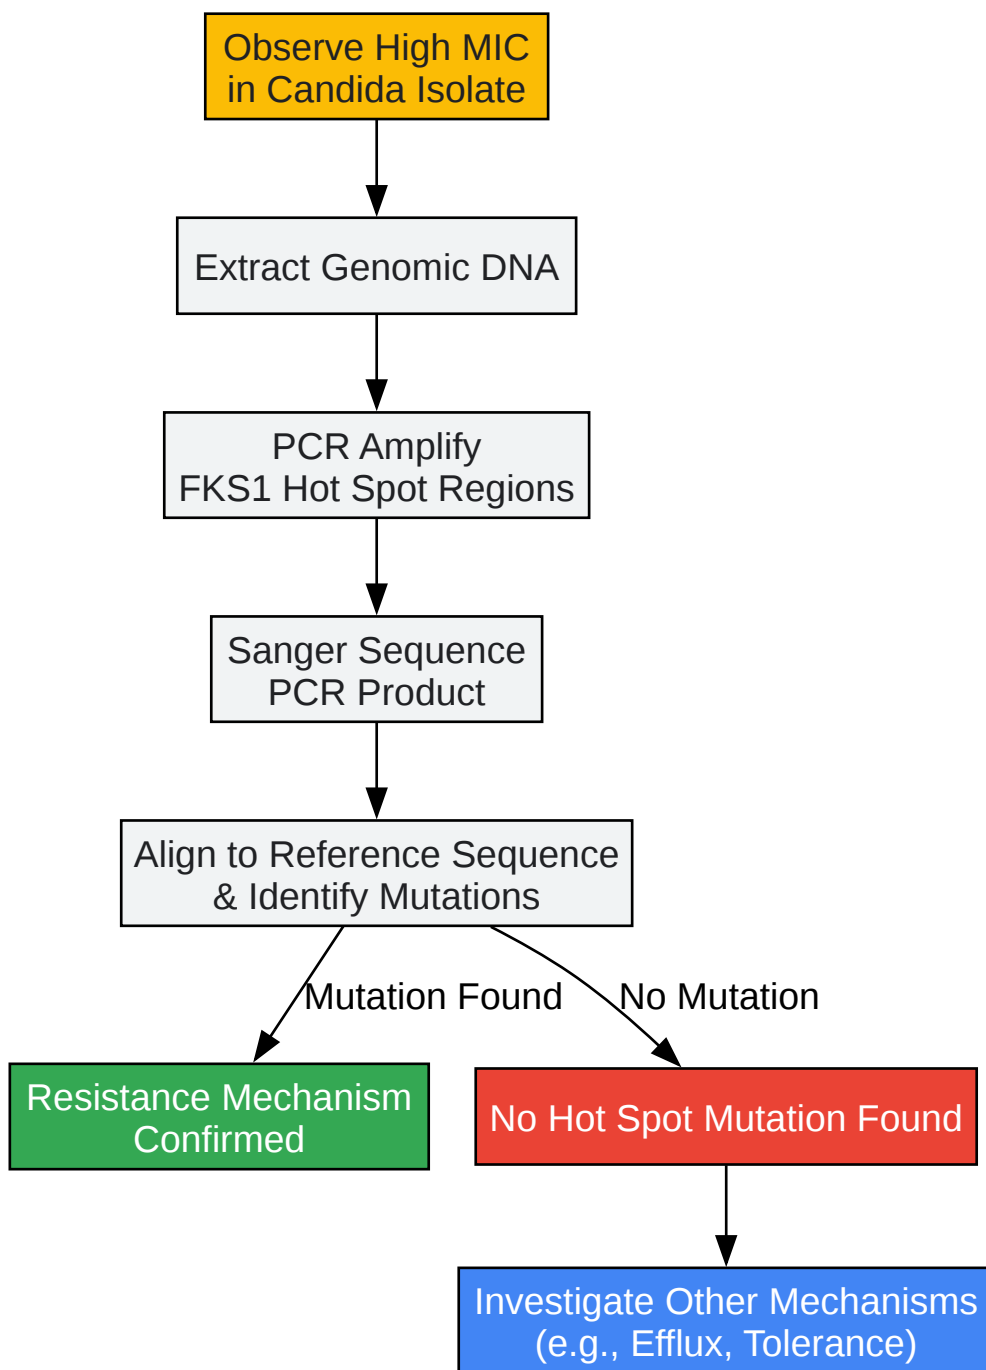 Observe High MIC
in Candida Isolate
Extract Genomic DNA
PCR Amplify
FKS1 Hot Spot Regions
Sanger Sequence
PCR Product
Align to Reference Sequence
& Identify Mutations
Mutation Found
No Mutation
Resistance Mechanism
Confirmed
No Hot Spot Mutation Found
Investigate Other Mechanisms
(e.g., Efflux, Tolerance)